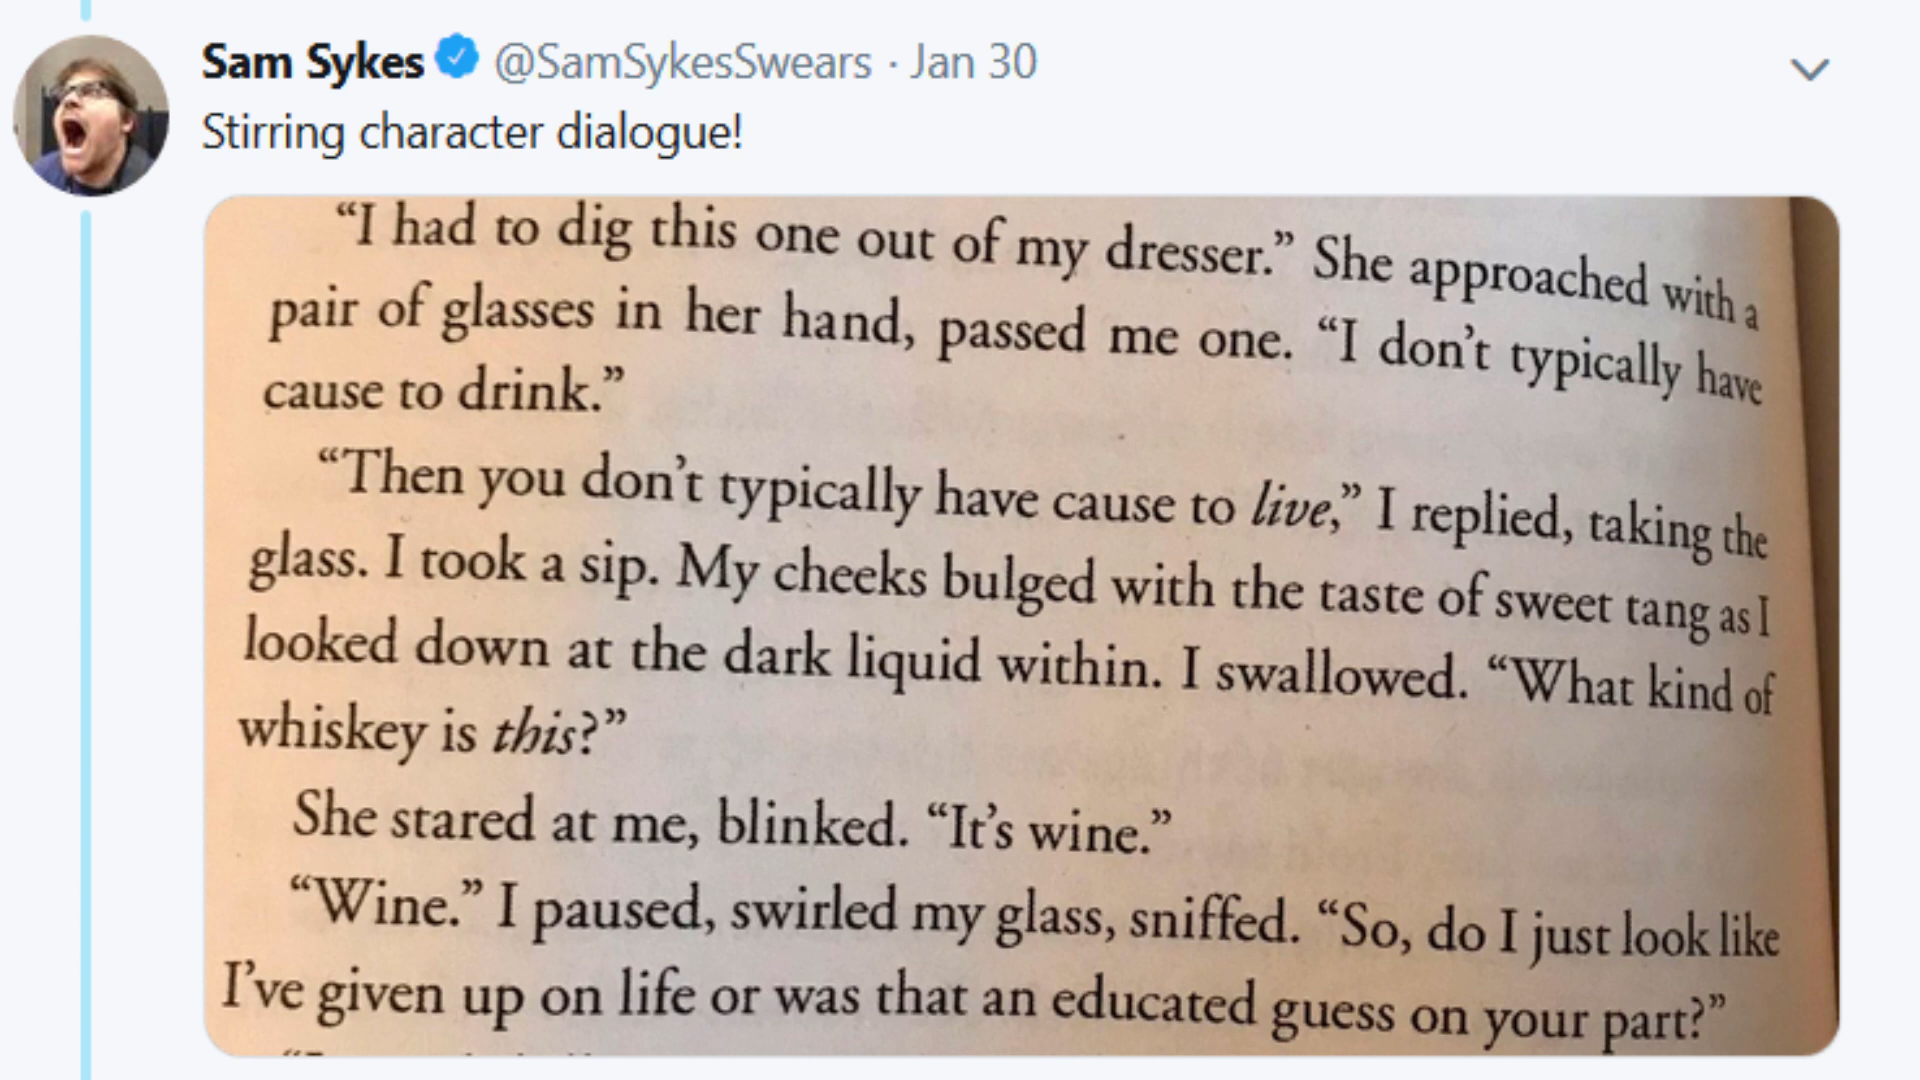 Sam Sykes @SamSykesSwears · Jan 30
Stirring character dialogue!
“I had to dig this one out of my dresser.” She approached with a
pair of glasses in her hand, passed me one. “I don’t typically have
cause to drink.”
“Then you don’t typically have cause to live,” I replied, taking the
glass. I took a sip. My cheeks bulged with the taste of sweet tang as I
looked down at the dark liquid within. I swallowed. “What kind of
whiskey is this?”
She stared at me, blinked. “It’s wine.”
“Wine.” I paused, swirled my glass, sniffed. “So, do I just look like
I’ve given up on life or was that an educated guess on your part?”